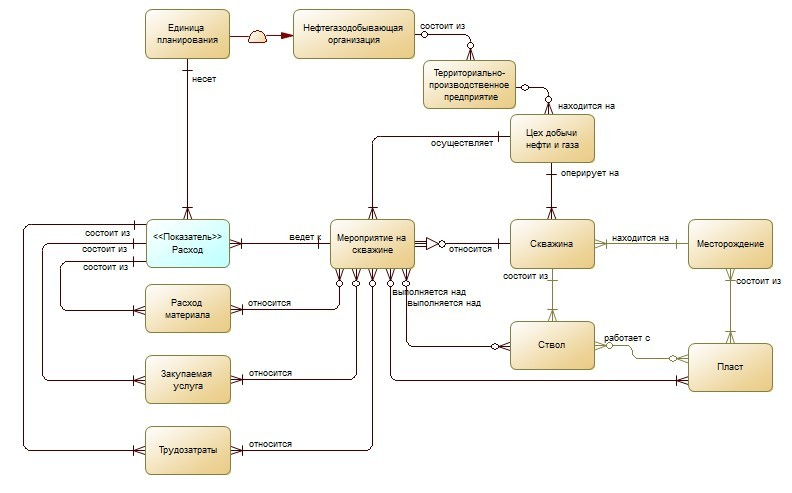 Единица
планирования
Нефтегазодобывающая
организация
состоит из
Территориально-
производственное
предприятие
несет
находится на
Цех добычи
нефти и газа
осуществляет
оперирует на
<<Показатель>>
Расход
состоит из
состоит из
состоит из
ведет к
Мероприятие на
скважине
относится
Скважина
находится на
Месторождение
состоит из
состоит из
выполняется над
выполняется над
Расход
материала
относится
Ствол
работает с
Пласт
Закупаемая
услуга
относится
Трудозатраты
относится